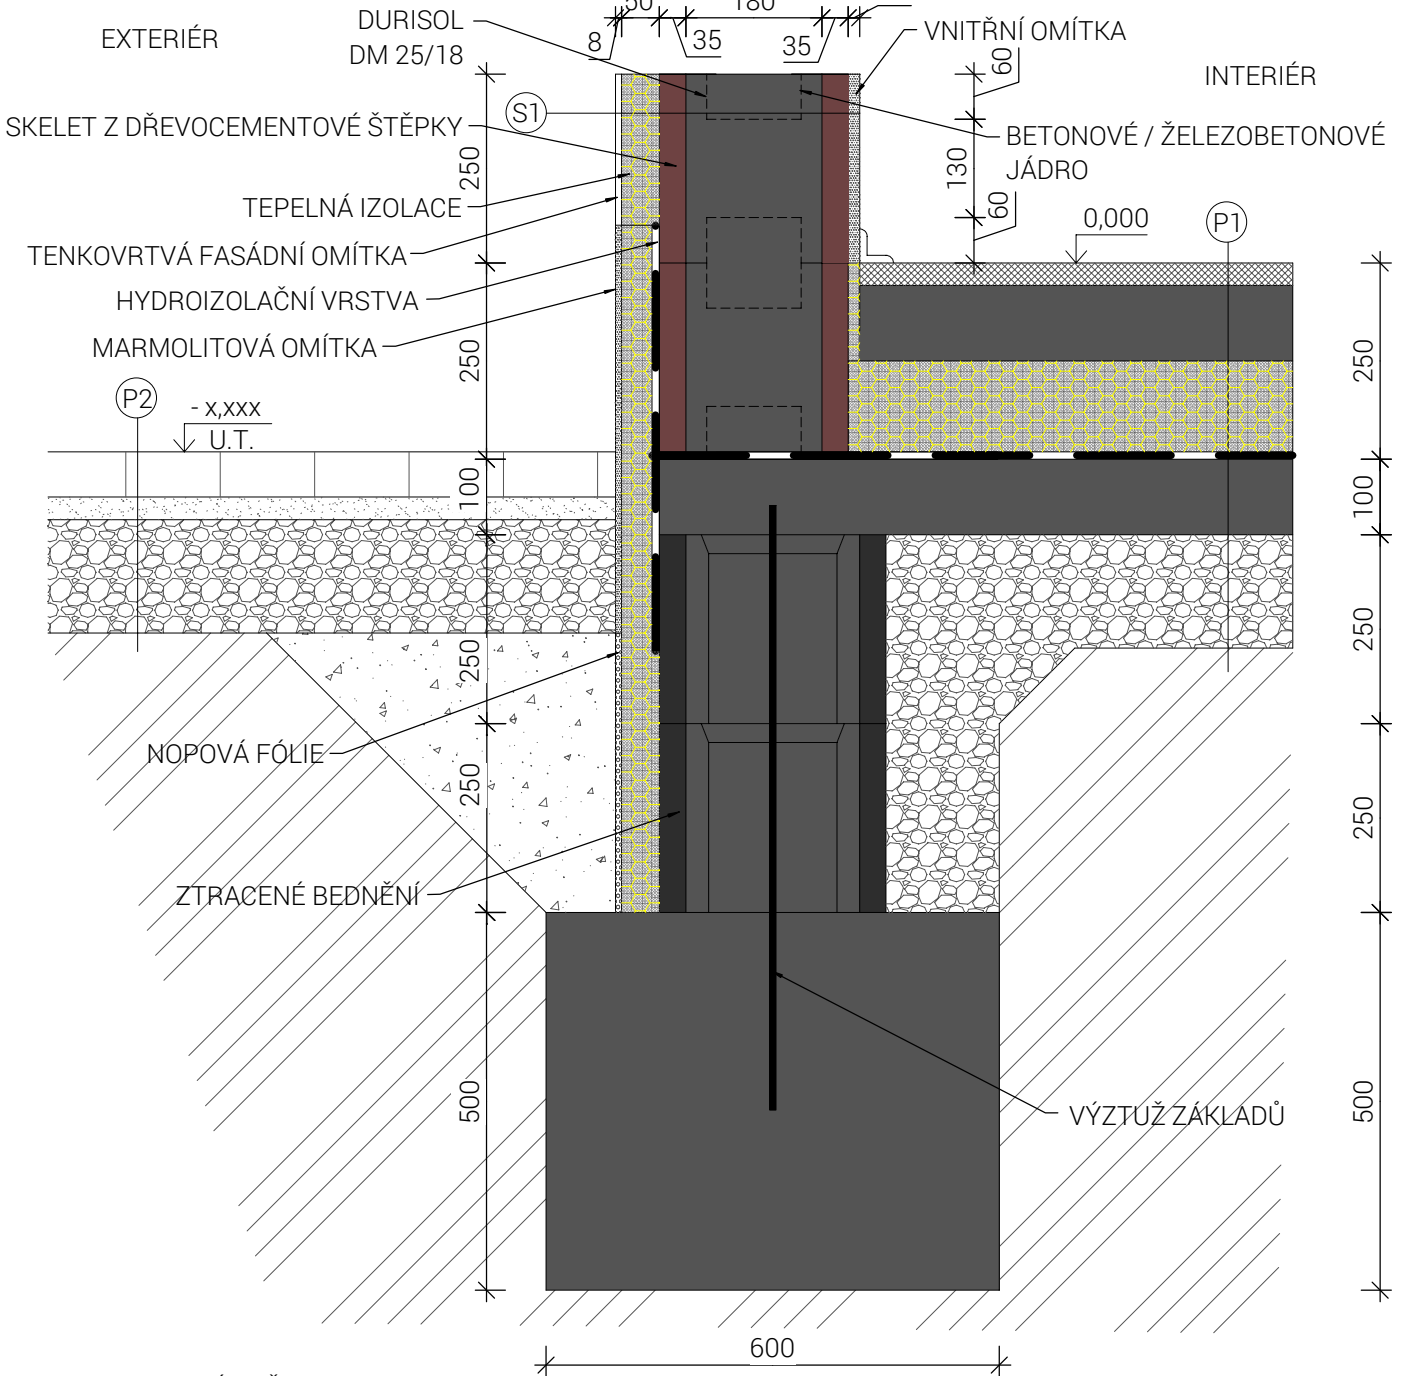 50
180
DURISOL
DM 25/18
EXTERIÉR
8
35
35
VNITŘNÍ OMÍTKA
60
INTERIÉR
S1
SKELET Z DŘEVOCEMENTOVÉ ŠTĚPKY
BETONOVÉ / ŽELEZOBETONOVÉ
JÁDRO
250
130
TEPELNÁ IZOLACE
60
0,000
P1
TENKOVRTVÁ FASÁDNÍ OMÍTKA
HYDROIZOLAČNÍ VRSTVA
MARMOLITOVÁ OMÍTKA
250
250
P2
- x,xxx
U.T.
100
100
250
250
NOPOVÁ FÓLIE
250
250
ZTRACENÉ BEDNĚNÍ
500
500
VÝZTUŽ ZÁKLADŮ
600